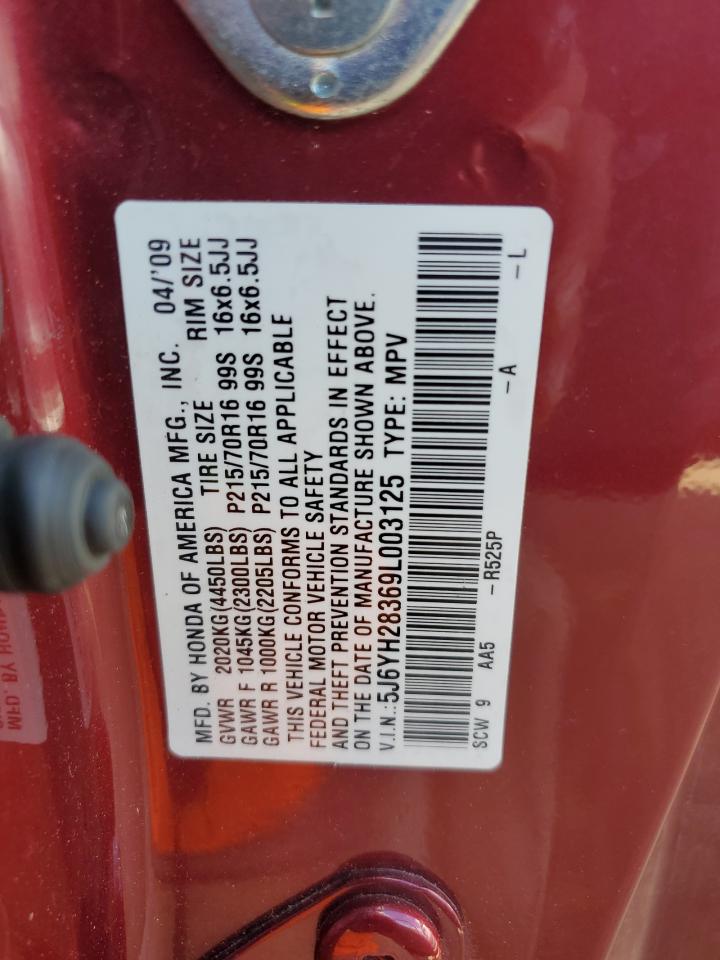 MFD. BY HONDA OF AMERICA MFG., INC. 04/'09
GVWR 2020KG(4450LBS) TIRE SIZE RIM SIZE
GAWR F 1045KG(2300LBS) P215/70R16 99S 16x6.5JJ
GAWR R 1000KG(2205LBS) P215/70R16 99S 16x6.5JJ
THIS VEHICLE CONFORMS TO ALL APPLICABLE
FEDERAL MOTOR VEHICLE SAFETY
AND THEFT PREVENTION STANDARDS IN EFFECT
ON THE DATE OF MANUFACTURE SHOWN ABOVE.
V.I.N.:5J6YH28369L003125 TYPE: MPV
SCW 9 AA5 -R525P -A -L